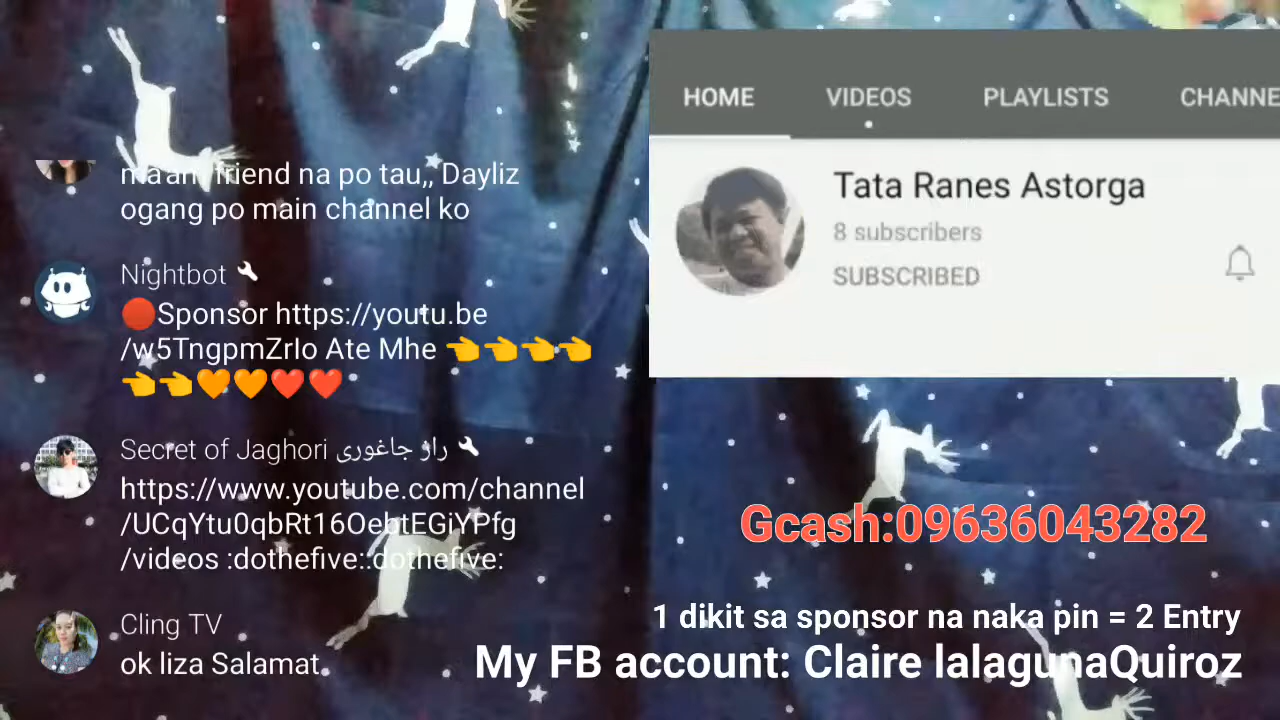 ma'am friend na po tau,, Dayliz
ogang po main channel ko
Nightbot
🔴Sponsor https://youtu.be
/w5TngpmZrIo Ate Mhe 👈👈👈👈
👈👈🧡🧡❤️❤️
Secret of Jaghori راز جاغوری
https://www.youtube.com/channel
/UCqYtu0qbRt16OebtEGiYPfg
/videos :dothefive::dothefive:
Cling TV
ok liza Salamat
HOME VIDEOS PLAYLISTS CHANNE
Tata Ranes Astorga
8 subscribers
SUBSCRIBED
Gcash:09636043282
1 dikit sa sponsor na naka pin = 2 Entry
My FB account: Claire lalagunaQuiroz